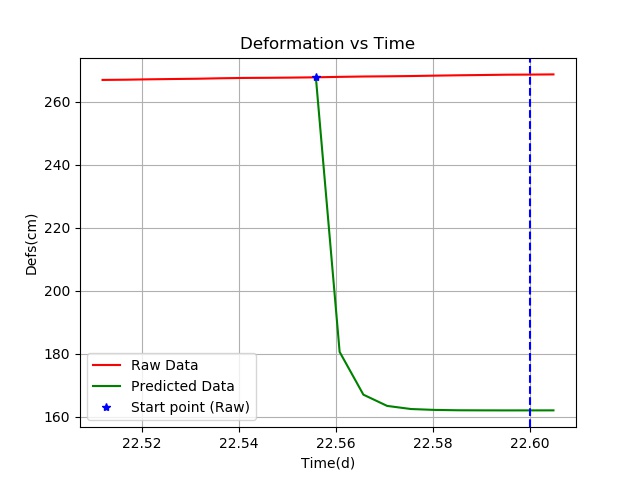 Deformation vs Time
Defs(cm)
260
240
220
200
180
160
Raw Data
Predicted Data
Start point (Raw)
22.52 22.54 22.56 22.58 22.60
Time(d)